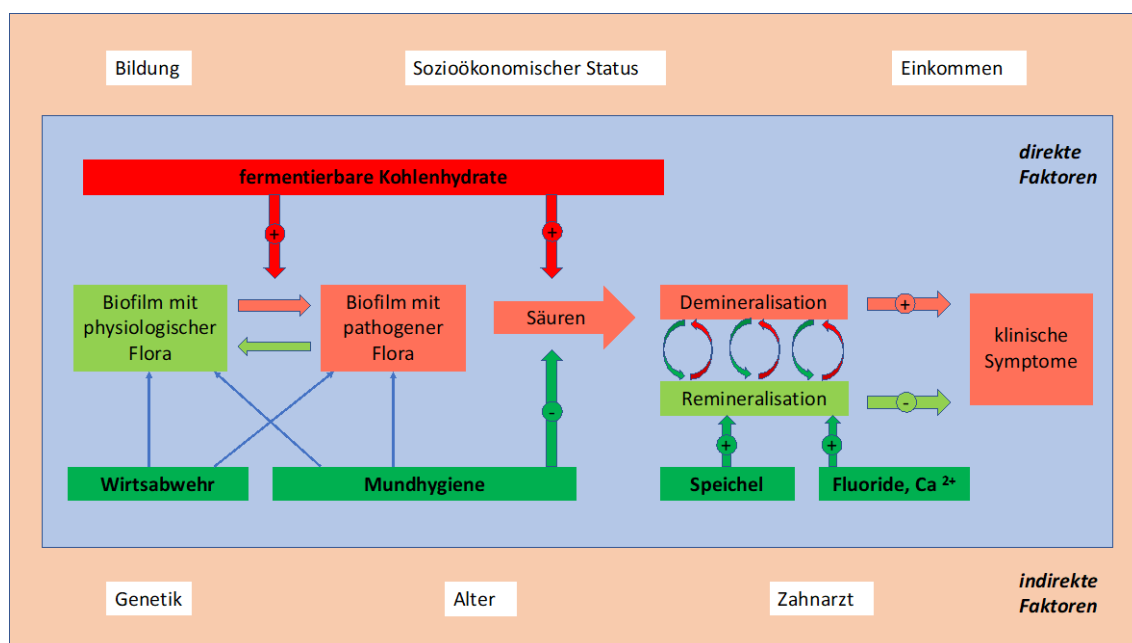 Bildung
Sozioökonomischer Status
Einkommen
direkte
Faktoren
fermentierbare Kohlenhydrate
+
+
Biofilm mit
physiologischer
Flora
Biofilm mit
pathogener
Flora
Säuren
Demineralisation
+
klinische
Symptome
Remineralisation
-
-
+
+
Wirtsabwehr
Mundhygiene
Speichel
Fluoride, Ca ²⁺
indirekte
Faktoren
Genetik
Alter
Zahnarzt